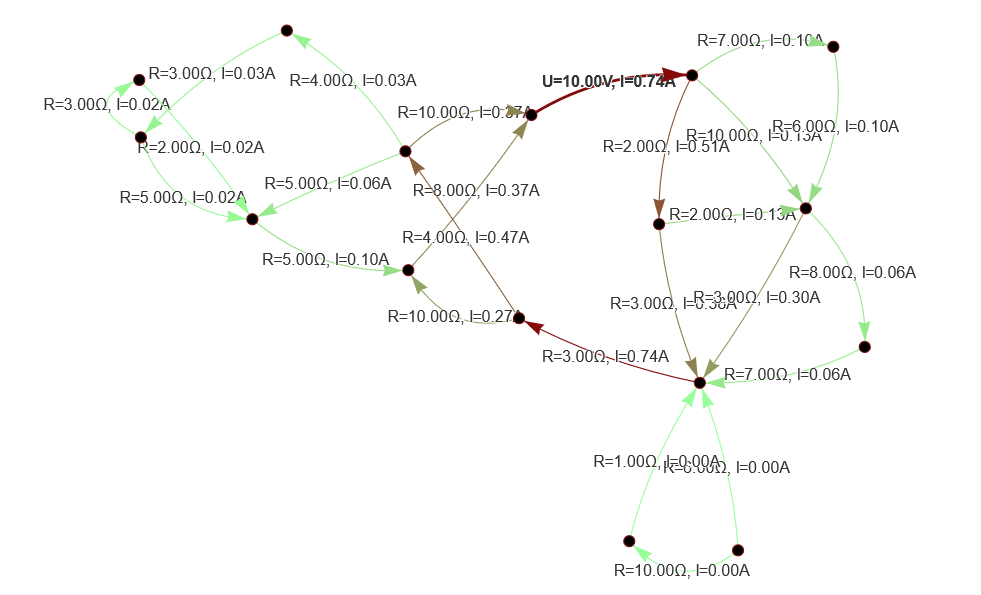 R=7.00Ω, I=0.10A
R=3.00Ω, I=0.03A
R=4.00Ω, I=0.03A
U=10.00V, I=0.74A
R=3.00Ω, I=0.02A
R=10.00Ω, I=0.37A
R=6.00Ω, I=0.10A
R=10.00Ω, I=0.13A
R=2.00Ω, I=0.02A
R=2.00Ω, I=0.51A
R=5.00Ω, I=0.06A
R=8.00Ω, I=0.37A
R=5.00Ω, I=0.02A
R=2.00Ω, I=0.13A
R=4.00Ω, I=0.47A
R=5.00Ω, I=0.10A
R=8.00Ω, I=0.06A
R=3.00Ω, I=0.38A
R=3.00Ω, I=0.30A
R=10.00Ω, I=0.27A
R=3.00Ω, I=0.74A
R=7.00Ω, I=0.06A
R=1.00Ω, I=0.00A
I=0.00A
R=10.00Ω, I=0.00A